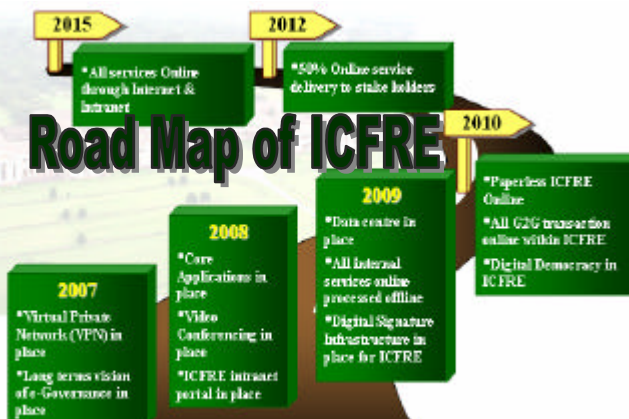 2015
2012
*All services Online
through Internet &
Intranet
*50% Online service
delivery to stake holders
Road Map of ICFRE
2010
*Paperless ICFRE
Online
*All G2G transaction
online within ICFRE
*Digital Democracy in
ICFRE
2009
*Data centre in
place
*All internal
services online
processed offline
*Digital Signature
Infrastructure in
place for ICFRE
2008
*Core
Applications in
place
*Video
Conferencing in
place
*ICFRE intranet
portal in place
2007
*Virtual Private
Network (VPN) in
place
*Long terms vision
of e-Governance in
place